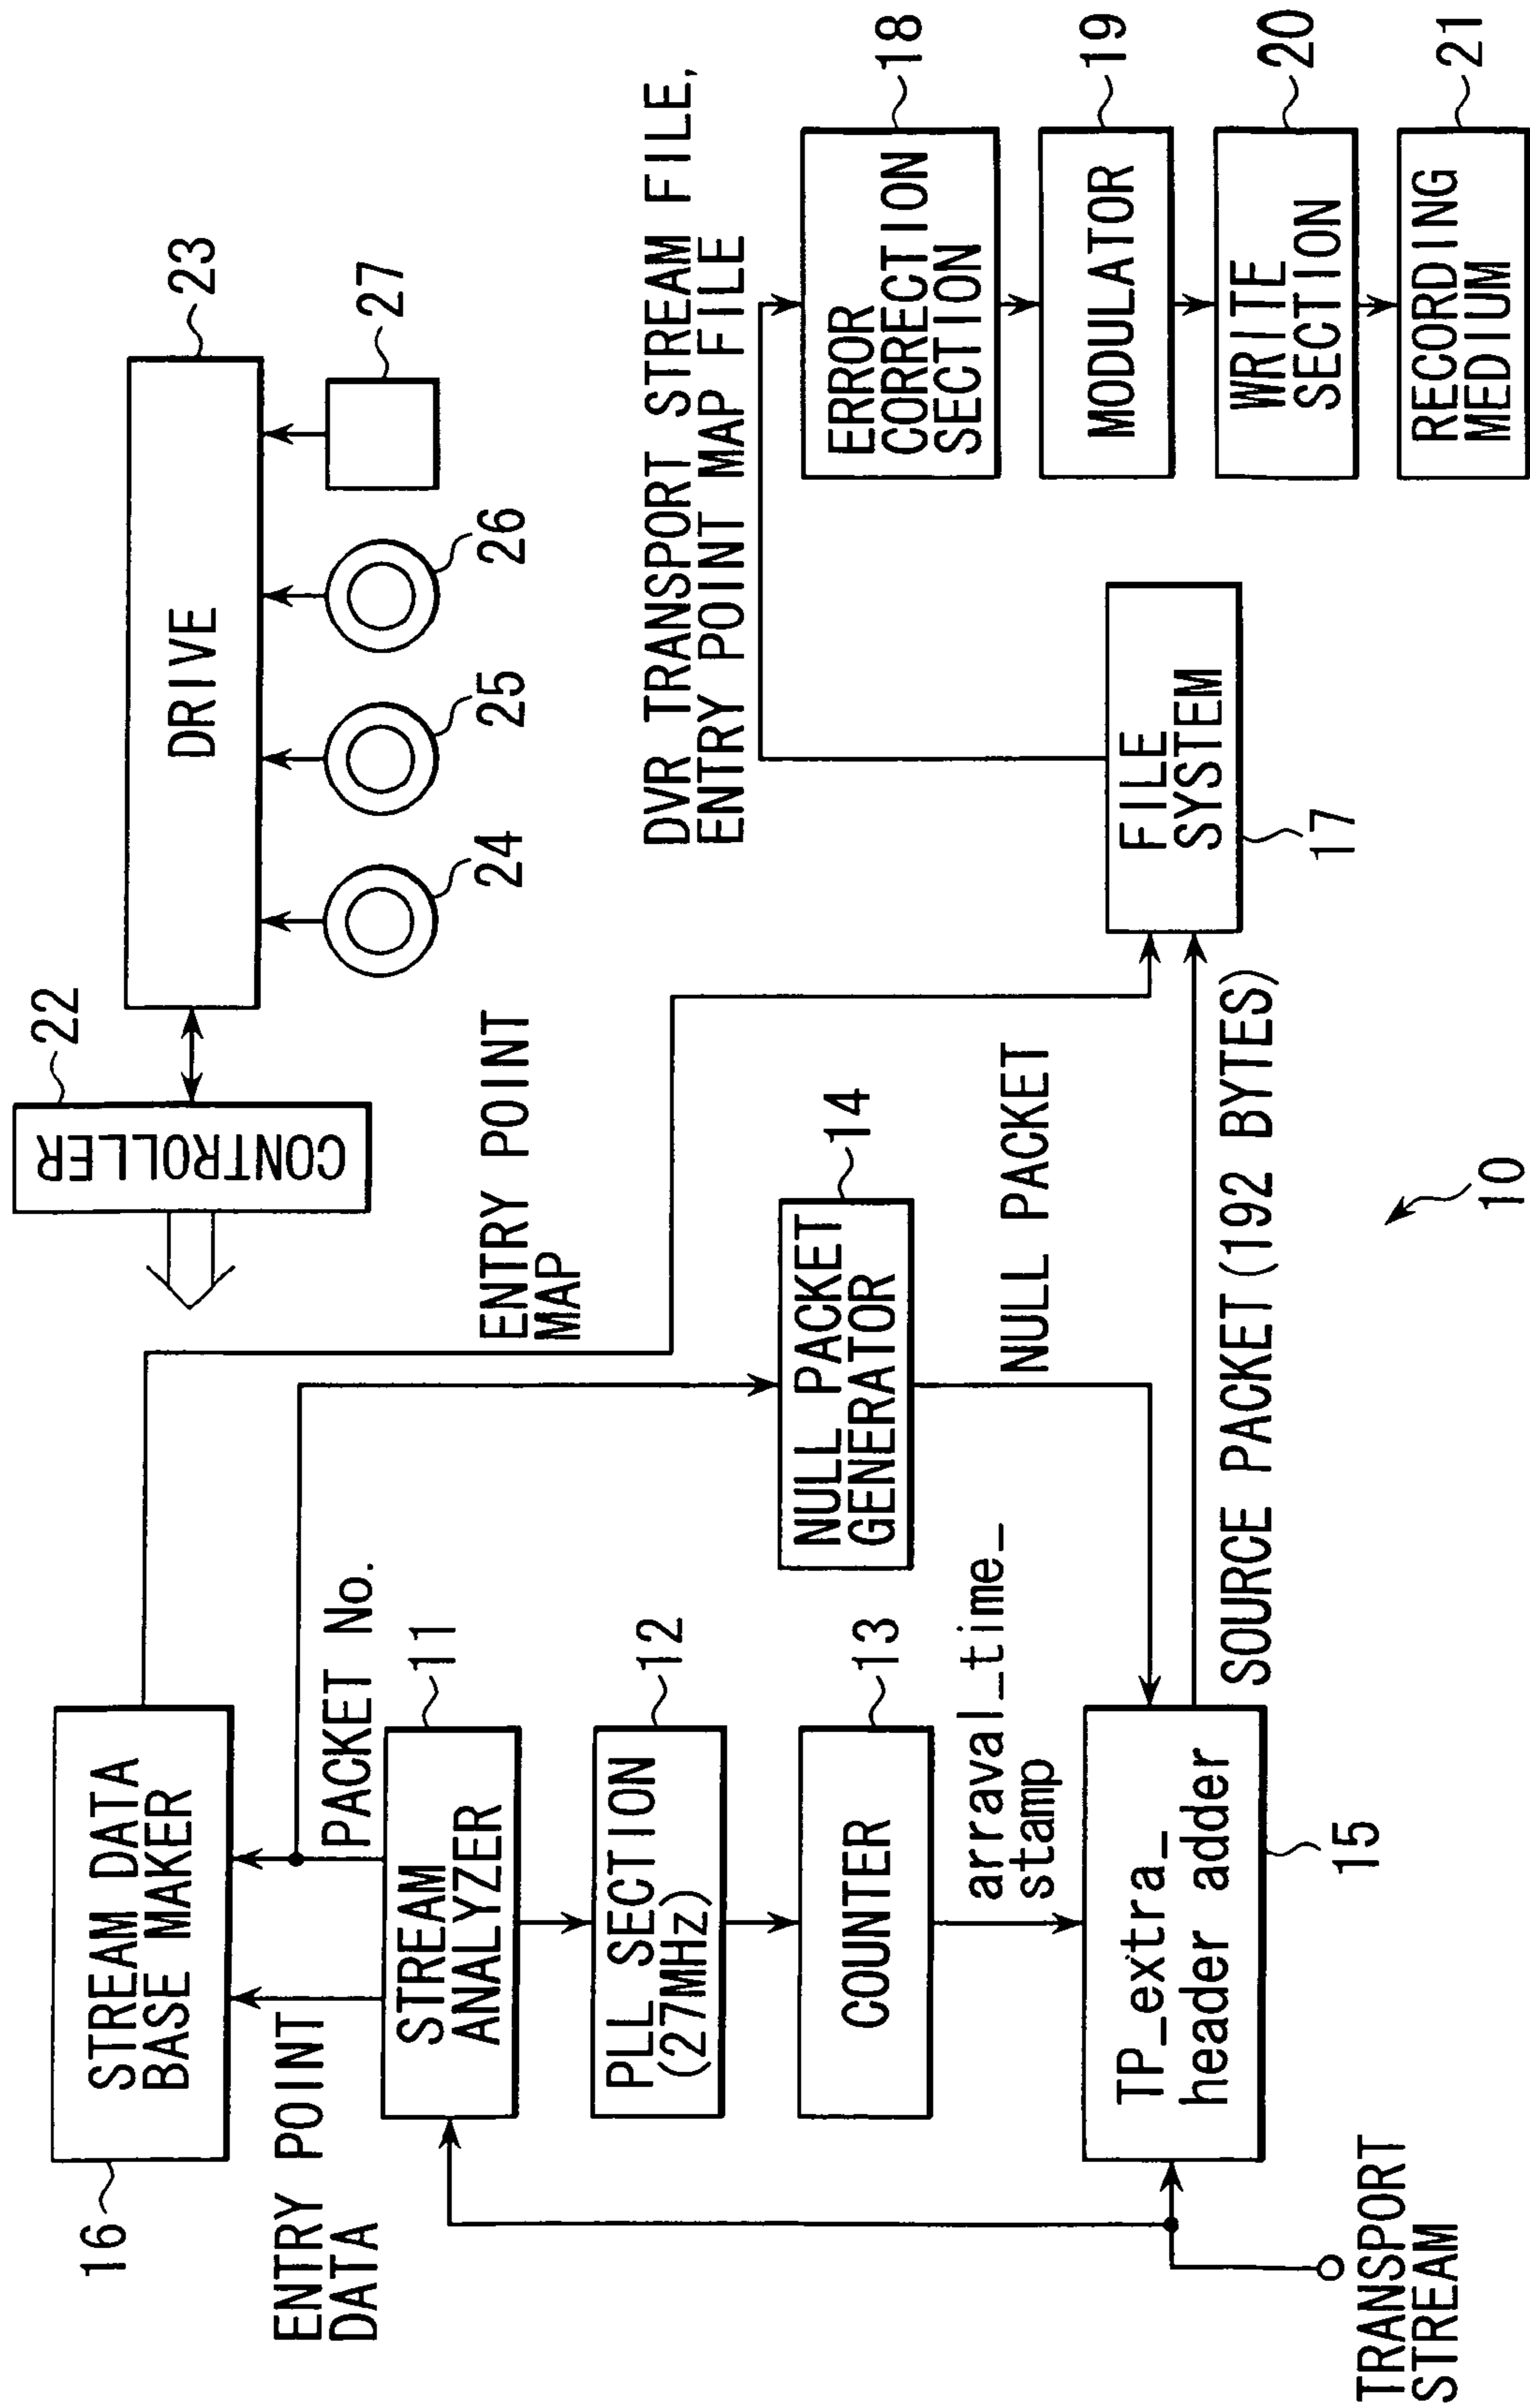 STREAM DATA
BASE MAKER
16
ENTRY POINT
DATA
PACKET No.
STREAM
ANALYZER
11
PLL SECTION
(27MHz)
12
COUNTER
13
arraval_time_
stamp
TP_extra_
header adder
15
TRANSPORT
STREAM
NULL PACKET
GENERATOR
14
NULL PACKET
ENTRY POINT
MAP
SOURCE PACKET (192 BYTES)
10
CONTROLLER
22
DRIVE
23
24
25
26
27
FILE
SYSTEM
17
DVR TRANSPORT STREAM FILE,
ENTRY POINT MAP FILE
ERROR
CORRECTION
SECTION
18
MODULATOR
19
WRITE
SECTION
20
RECORDING
MEDIUM
21